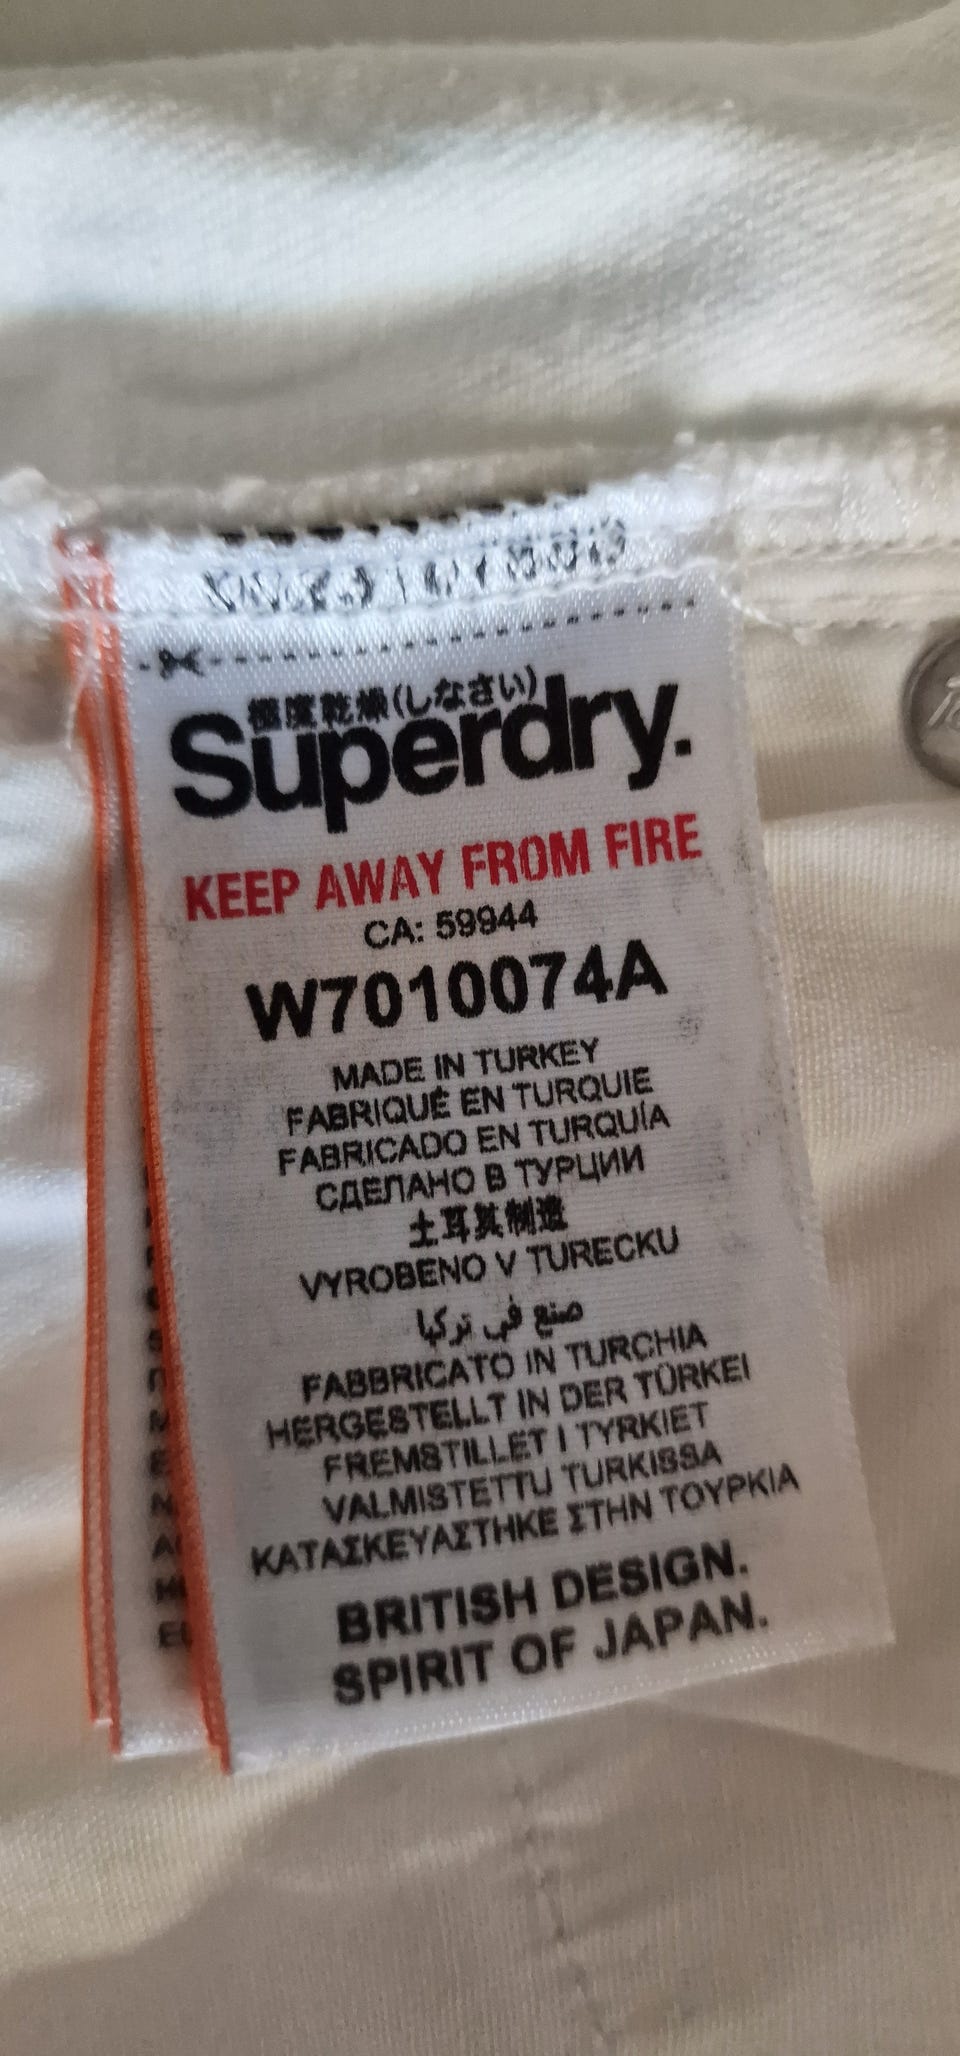 極度乾燥(しなさい)
Superdry.
KEEP AWAY FROM FIRE
CA: 59944
W7010074A
MADE IN TURKEY
FABRIQUÉ EN TURQUIE
FABRICADO EN TURQUÍA
СДЕЛАНО В ТУРЦИИ
土耳其制造
VYROBENO V TURECKU
صنع في تركيا
FABBRICATO IN TURCHIA
HERGESTELLT IN DER TÜRKEI
FREMSTILLET I TYRKIET
VALMISTETTU TURKISSA
ΚΑΤΑΣΚΕΥΑΣΤΗΚΕ ΣΤΗΝ ΤΟΥΡΚΙΑ
BRITISH DESIGN.
SPIRIT OF JAPAN.